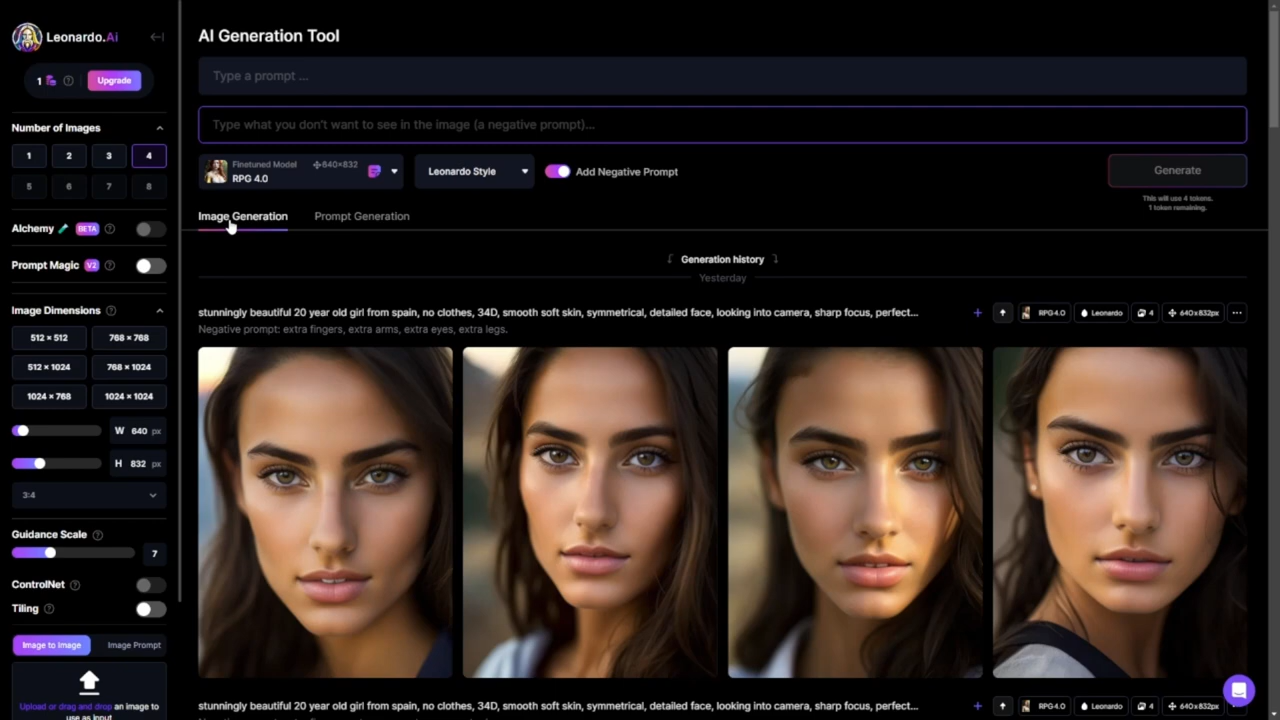 Leonardo.Ai
1
Upgrade
Number of Images
1 2 3 4
5 6 7 8
Alchemy BETA
Prompt Magic V2
Image Dimensions
512 × 512 768 × 768
512 × 1024 768 × 1024
1024 × 768 1024 × 1024
W 640 px
H 832 px
3:4
Guidance Scale
7
ControlNet
Tiling
Image to Image Image Prompt
Upload or drag and drop an image to
use as input
AI Generation Tool
Type a prompt ...
Type what you don't want to see in the image (a negative prompt)...
Finetuned Model 640×832
RPG 4.0
Leonardo Style
Add Negative Prompt
Generate
This will use 4 tokens.
1 token remaining.
Image Generation Prompt Generation
Generation history
Yesterday
stunningly beautiful 20 year old girl from spain, no clothes, 34D, smooth soft skin, symmetrical, detailed face, looking into camera, sharp focus, perfect...
RPG 4.0 Leonardo 4 640x832px
Negative prompt: extra fingers, extra arms, extra eyes, extra legs.
stunningly beautiful 20 year old girl from spain, no clothes, 34D, smooth soft skin, symmetrical, detailed face, looking into camera, sharp focus, perfect...
RPG 4.0 Leonardo 4 640x832px